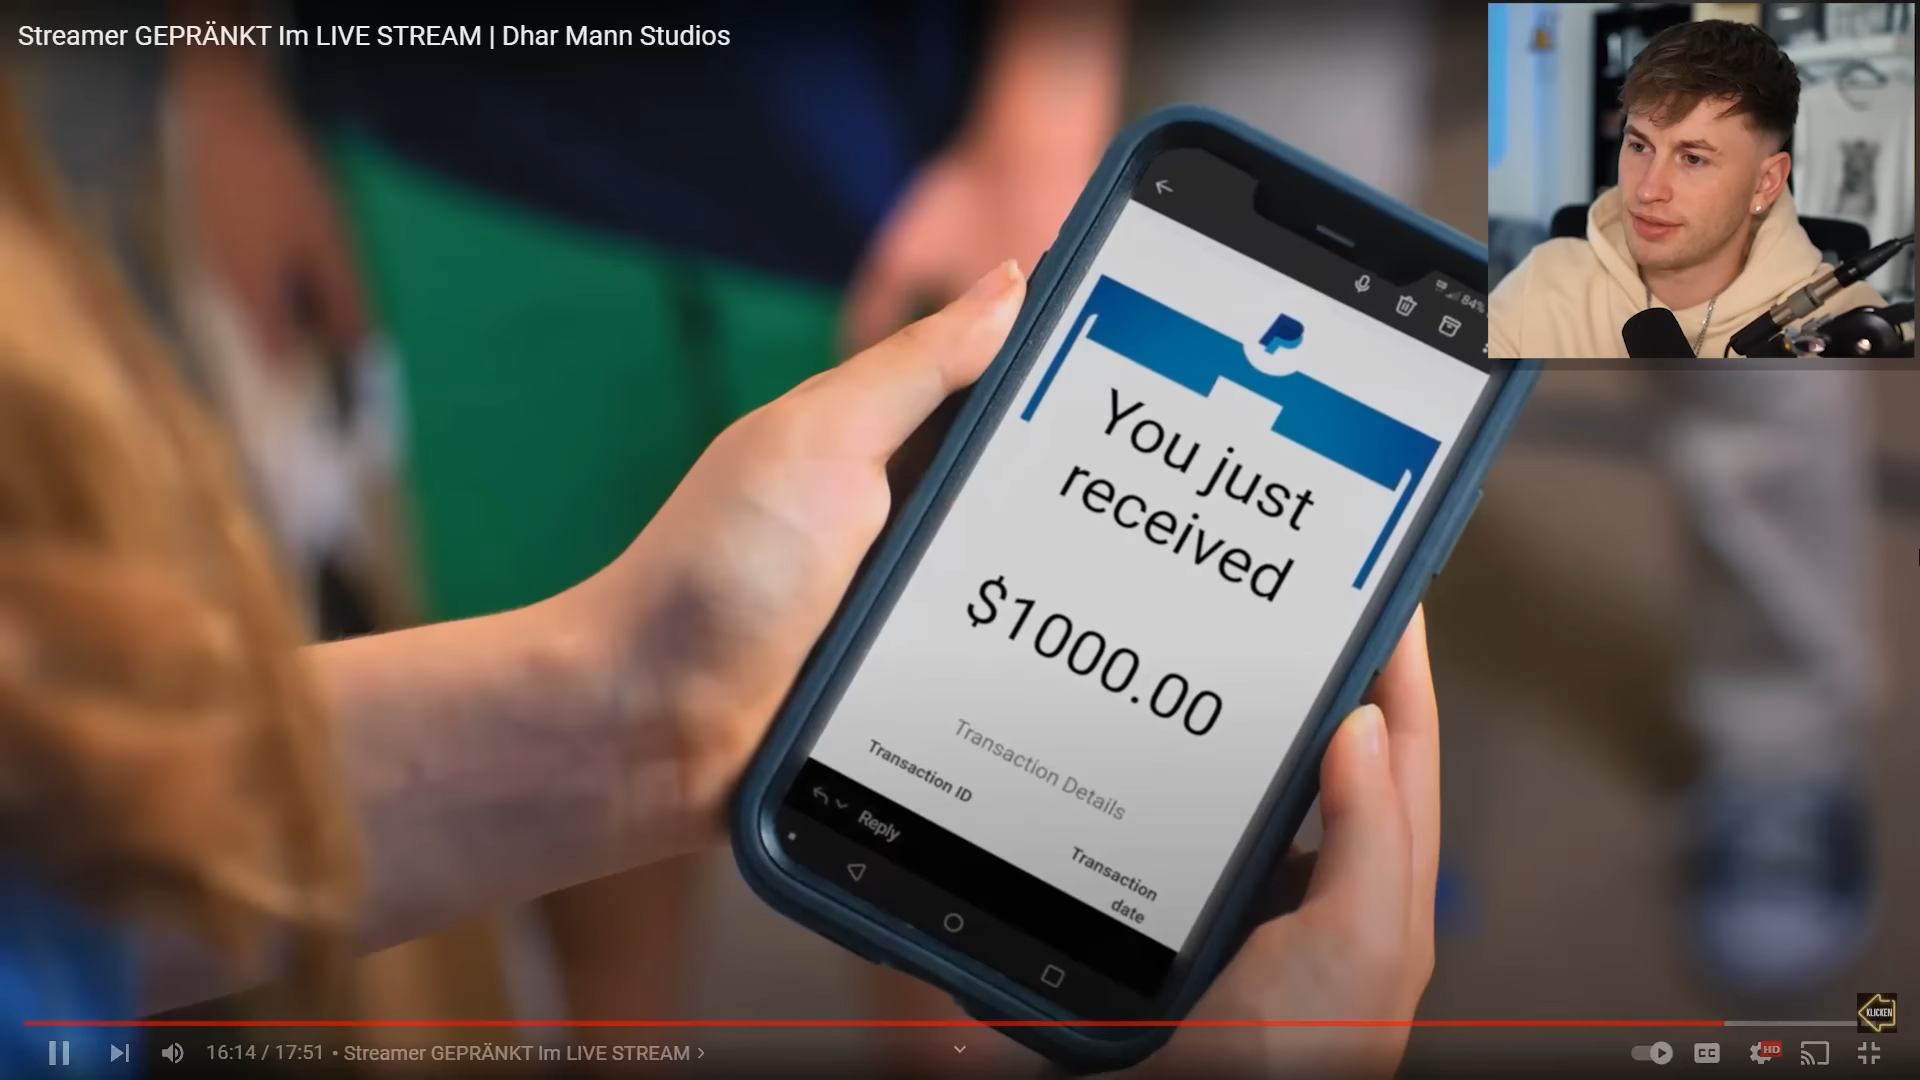 Streamer GEPRÄNKT Im LIVE STREAM | Dhar Mann Studios
84%
You just
received
$1000.00
Transaction Details
Transaction ID
Transaction
date
Reply
KLICKEN
16:14 / 17:51 • Streamer GEPRÄNKT Im LIVE STREAM >
CC
HD